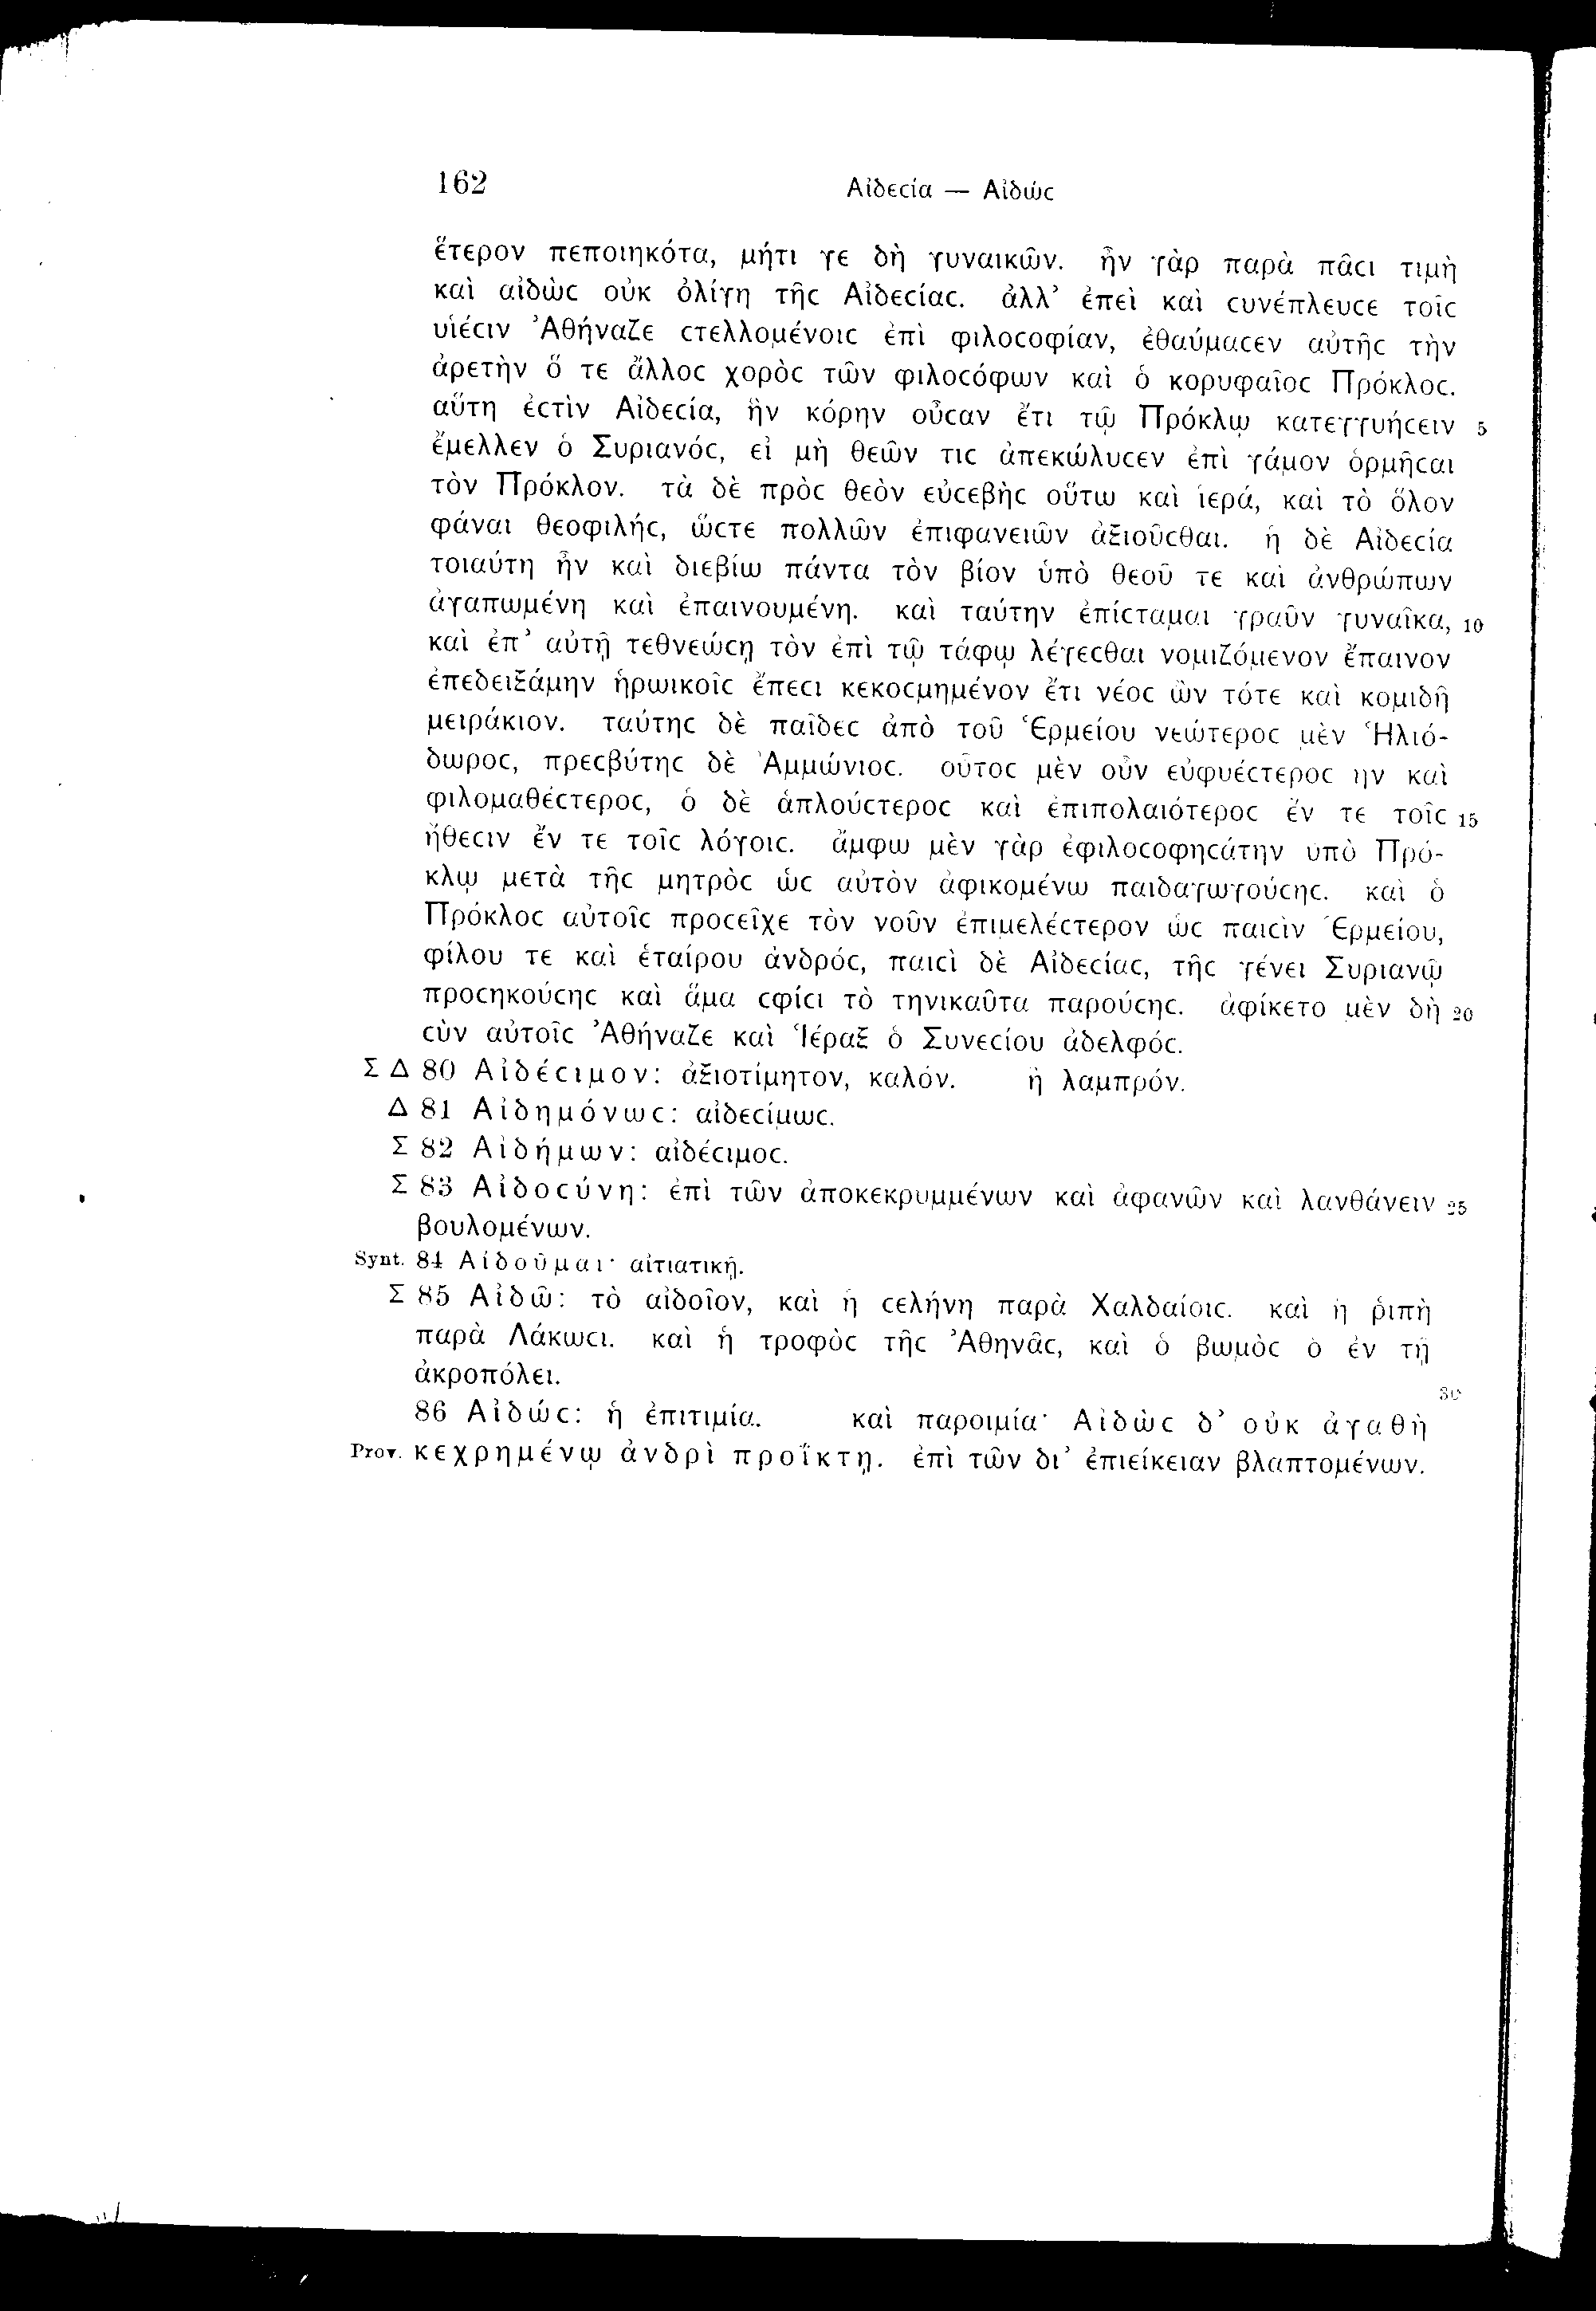 162 Αἰδεcία — Αἰδώc
ἕτερον πεποιηκότα, μήτι γε δὴ γυναικῶν. ἦν γὰρ παρὰ πᾶcι τιμὴ
καὶ αἰδὼc οὐκ ὀλίγη τῆc Αἰδεcίαc. ἀλλ’ ἐπεὶ καὶ cυνέπλευcε τοῖc
υἱέcιν Ἀθήναζε cτελλομένοιc ἐπὶ φιλοcοφίαν, ἐθαύμαcεν αὐτῆc τὴν
ἀρετὴν ὅ τε ἄλλοc χορὸc τῶν φιλοcόφων καὶ ὁ κορυφαῖοc Πρόκλοc.
αὕτη ἐcτὶν Αἰδεcία, ἣν κόρην οὖcαν ἔτι τῷ Πρόκλῳ κατεγγυήcειν 5
ἔμελλεν ὁ Συριανόc, εἰ μὴ θεῶν τιc ἀπεκώλυcεν ἐπὶ γάμον ὁρμῆcαι
τὸν Πρόκλον. τὰ δὲ πρὸc θεὸν εὐcεβὴc οὕτω καὶ ἱερά, καὶ τὸ ὅλον
φάναι θεοφιλήc, ὥcτε πολλῶν ἐπιφανειῶν ἀξιοῦcθαι. ἡ δὲ Αἰδεcία
τοιαύτη ἦν καὶ διεβίω πάντα τὸν βίον ὑπὸ θεοῦ τε καὶ ἀνθρώπων
ἀγαπωμένη καὶ ἐπαινουμένη. καὶ ταύτην ἐπίcταμαι γραῦν γυναῖκα, 10
καὶ ἐπ’ αὐτῇ τεθνεώcῃ τὸν ἐπὶ τῷ τάφῳ λέγεcθαι νομιζόμενον ἔπαινον
ἐπεδειξάμην ἡρωικοῖc ἔπεcι κεκοcμημένον ἔτι νέοc ὢν τότε καὶ κομιδῇ
μειράκιον. ταύτηc δὲ παῖδεc ἀπὸ τοῦ Ἑρμείου νεώτεροc μὲν Ἡλιό-
δωροc, πρεcβύτηc δὲ Ἀμμώνιοc. οὗτοc μὲν οὖν εὐφυέcτεροc ἦν καὶ
φιλομαθέcτεροc, ὁ δὲ ἁπλούcτεροc καὶ ἐπιπολαιότεροc ἔν τε τοῖc 15
ἤθεcιν ἔν τε τοῖc λόγοιc. ἄμφω μὲν γὰρ ἐφιλοcοφηcάτην ὑπὸ Πρό-
κλῳ μετὰ τῆc μητρὸc ὡc αὐτὸν ἀφικομένω παιδαγωγούcηc. καὶ ὁ
Πρόκλοc αὐτοῖc προcεῖχε τὸν νοῦν ἐπιμελέcτερον ὡc παιcὶν Ἑρμείου,
φίλου τε καὶ ἑταίρου ἀνδρόc, παιcὶ δὲ Αἰδεcίαc, τῆc γένει Συριανῷ
προcηκούcηc καὶ ἅμα cφίcι τὸ τηνικαῦτα παρούcηc. ἀφίκετο μὲν δὴ 20
cὺν αὐτοῖc Ἀθήναζε καὶ Ἱέραξ ὁ Συνεcίου ἀδελφόc.
Σ Δ 80 Αἰδέcιμον: ἀξιοτίμητον, καλόν. ἢ λαμπρόν.
Δ 81 Αἰδημόνωc: αἰδεcίμωc.
Σ 82 Αἰδήμων: αἰδέcιμοc.
Σ 83 Αἰδοcύνη: ἐπὶ τῶν ἀποκεκρυμμένων καὶ ἀφανῶν καὶ λανθάνειν 25
βουλομένων.
Synt. 84 Αἰδοῦμαι· αἰτιατικῇ.
Σ 85 Αἰδῶ: τὸ αἰδοῖον, καὶ ἡ cελήνη παρὰ Χαλδαίοιc. καὶ ἡ ῥιπὴ
παρὰ Λάκωcι. καὶ ἡ τροφὸc τῆc Ἀθηνᾶc, καὶ ὁ βωμὸc ὁ ἐν τῇ
ἀκροπόλει. 30
86 Αἰδώc: ἡ ἐπιτιμία. καὶ παροιμία· Αἰδὼc δ’ οὐκ ἀγαθὴ
Prov. κεχρημένῳ ἀνδρὶ προΐκτῃ. ἐπὶ τῶν δι’ ἐπιείκειαν βλαπτομένων.